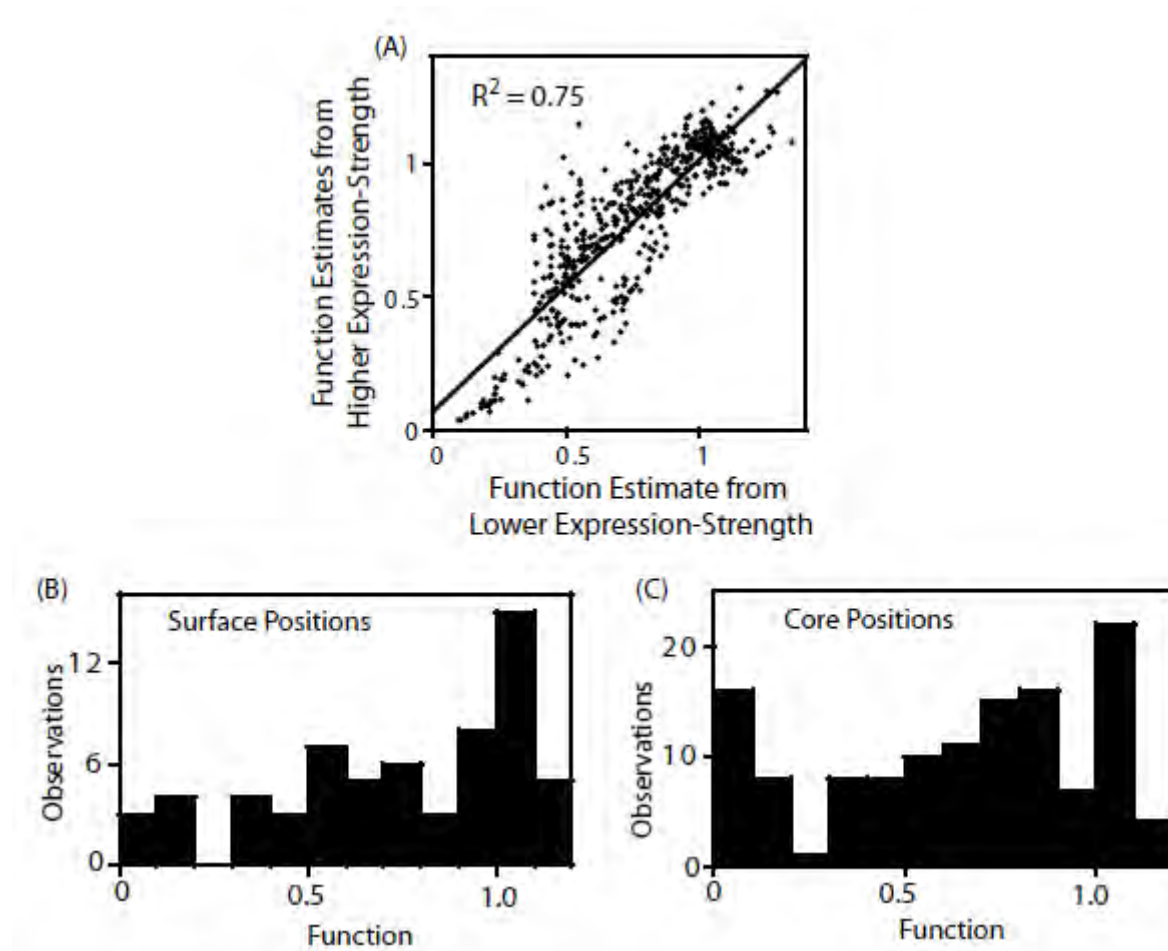 (A)
R² = 0.75
Function Estimates from
Higher Expression-Strength
1
0.5
0
0
0.5
1
Function Estimate from
Lower Expression-Strength
(B)
Surface Positions
Observations
12
6
0
0
0.5
1.0
Function
(C)
Core Positions
Observations
20
10
0
0
0.5
1.0
Function